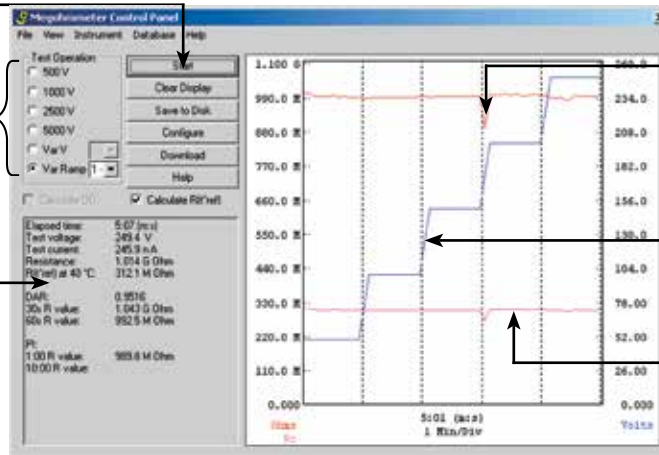 Megohmmeter Control Panel
File View Instrument Database Help
Test Operation
500 V
1000 V
2500 V
5000 V
Var V
Var Ramp 1
Start
Clear Display
Save to Disk
Configure
Download
Help
Calculate DD
Calculate R(t°ref)
Elapsed time: 5:07 (m:s)
Test voltage: 249.4 V
Test current: 245.9 nA
Resistance: 1.014 G Ohm
R(t°ref) at 40 °C: 312.1 M Ohm
DAR: 0.9516
30s R value: 1.043 G Ohm
60s R value: 992.5 M Ohm
PI:
1:00 R value: 989.8 M Ohm
10:00 R value:
1.100 G
990.0 M
880.0 M
770.0 M
660.0 M
550.0 M
440.0 M
330.0 M
220.0 M
110.0 M
0.000
Ohms
Rc
5:01 (m:s)
1 Min/Div
260.0
234.0
208.0
182.0
156.0
130.0
104.0
78.00
52.00
26.00
0.000
Volts